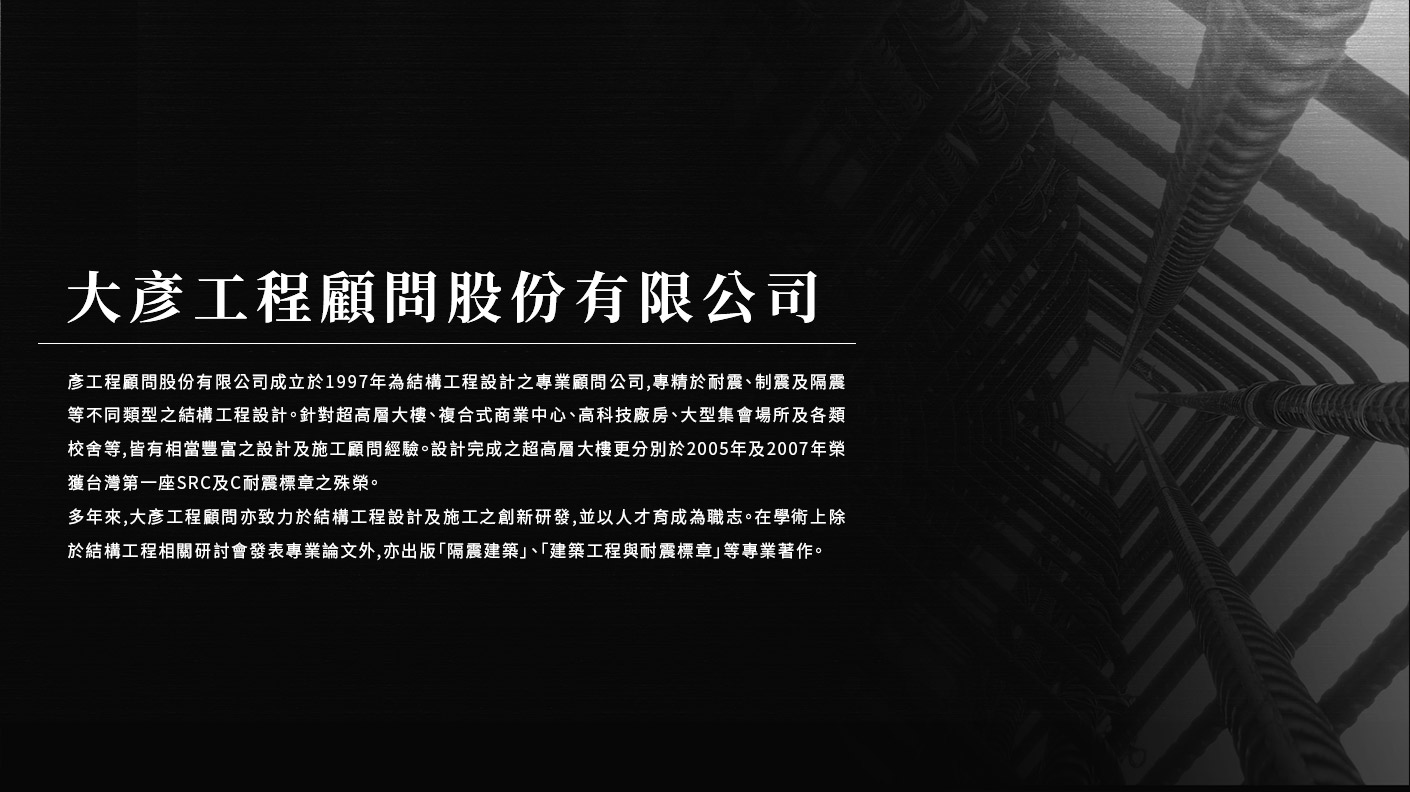 大彥工程顧問股份有限公司
彥工程顧問股份有限公司成立於1997年為結構工程設計之專業顧問公司,專精於耐震、制震及隔震
等不同類型之結構工程設計。針對超高層大樓、複合式商業中心、高科技廠房、大型集會場所及各類
校舍等,皆有相當豐富之設計及施工顧問經驗。設計完成之超高層大樓更分別於2005年及2007年榮
獲台灣第一座SRC及C耐震標章之殊榮。
多年來,大彥工程顧問亦致力於結構工程設計及施工之創新研發,並以人才育成為職志。在學術上除
於結構工程相關研討會發表專業論文外,亦出版「隔震建築」、「建築工程與耐震標章」等專業著作。